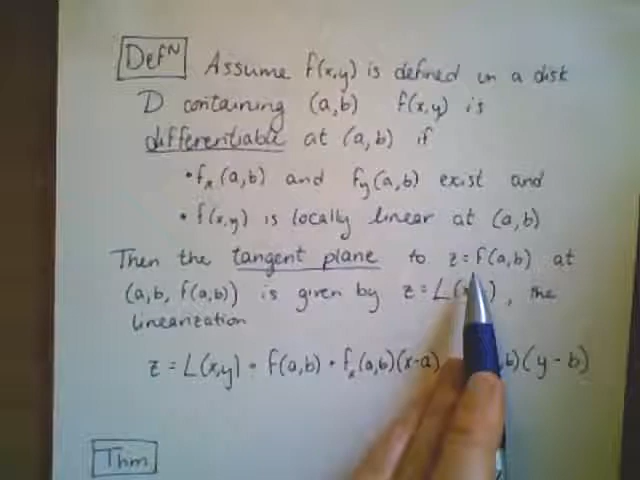 Defᴺ Assume f(x,y) is defined in a disk
D containing (a,b) f(x,y) is
differentiable at (a,b) if
• fₓ(a,b) and fy(a,b) exist and
• f(x,y) is locally linear at (a,b)
Then the tangent plane to z=f(a,b) at
(a,b, f(a,b)) is given by z=L(x ), the
linearization
z = L(x,y) = f(a,b) + fₓ(a,b)(x-a) ,b)(y-b)
Thm